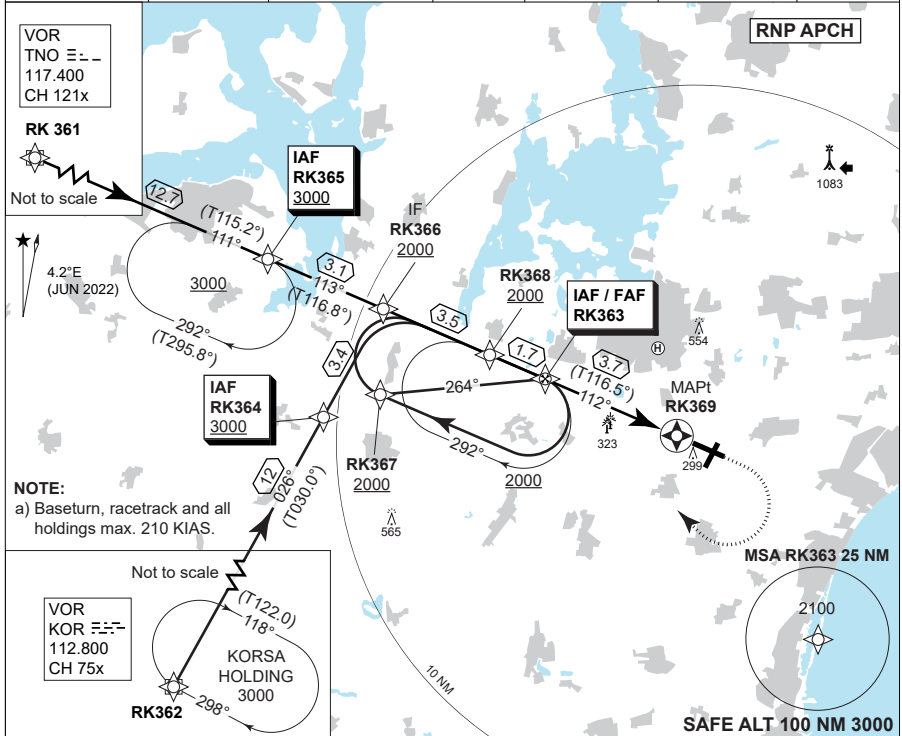 VOR
TNO
117.400
CH 121x
RK 361
Not to scale
RNP APCH
1083
12.7
(T115.2°)
111°
IAF
RK365
3000
IF
RK366
2000
4.2°E
(JUN 2022)
3000
292°
(T295.8°)
3.1
113°
(T116.8°)
3.5
RK368
2000
IAF / FAF
RK363
554
H
1.7
3.7
(T116.5°)
112°
MAPt
RK369
3.4
264°
IAF
RK364
3000
323
299
292°
2000
RK367
2000
12
026°
(T030.0°)
565
NOTE:
a) Baseturn, racetrack and all
holdings max. 210 KIAS.
Not to scale
VOR
KOR
112.800
CH 75x
(T122.0)
118°
KORSA
HOLDING
3000
298°
RK362
10 NM
MSA RK363 25 NM
2100
SAFE ALT 100 NM 3000